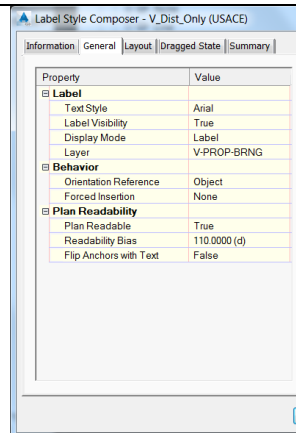 Label Style Composer - V_Dist_Only (USACE)
Information General Layout Dragged State Summary
Property Value
Label
Text Style Arial
Label Visibility True
Display Mode Label
Layer V-PROP-BRNG
Behavior
Orientation Reference Object
Forced Insertion None
Plan Readability
Plan Readable True
Readability Bias 110.0000 (d)
Flip Anchors with Text False